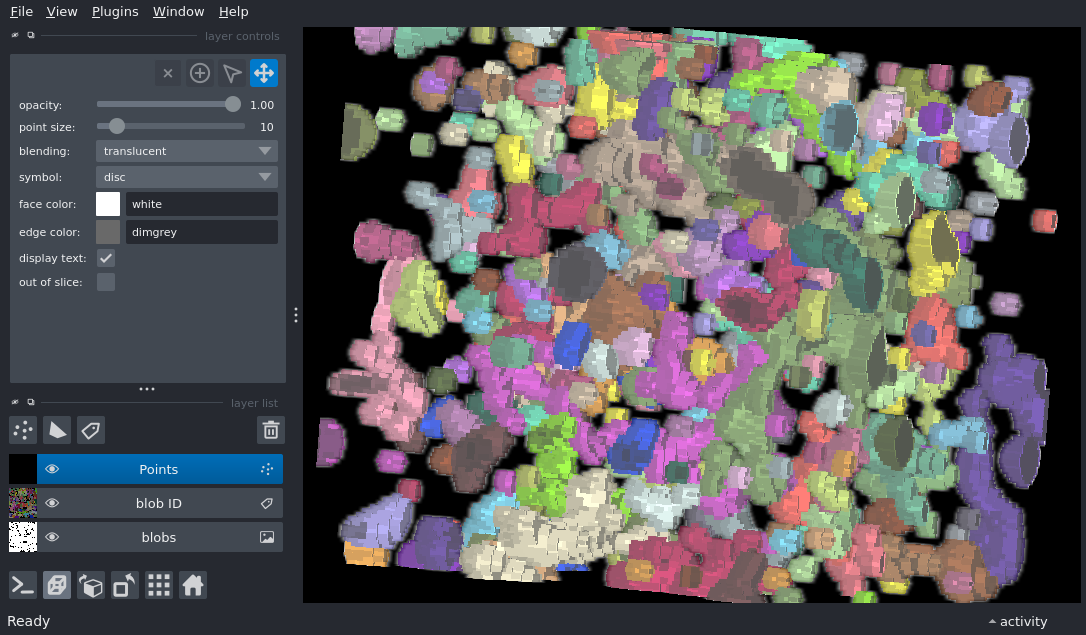 File View Plugins Window Help
layer controls
opacity: 1.00
point size: 10
blending: translucent
symbol: disc
face color: white
edge color: dimgrey
display text:
out of slice:
layer list
Points
blob ID
blobs
Ready
activity